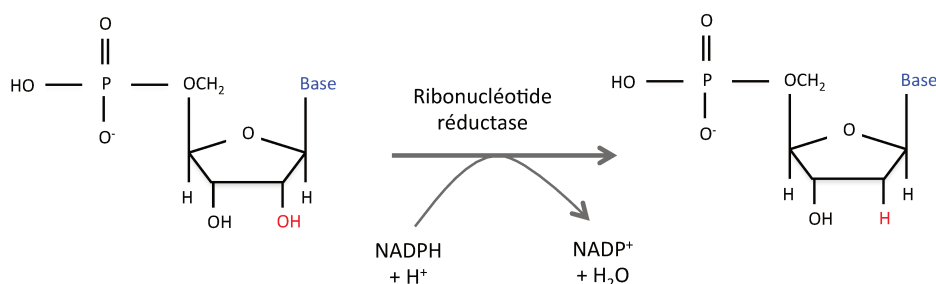 O
HO
P
OCH₂
Base
O⁻
O
H
H
OH
OH
Ribonucléotide
réductase
NADPH
+ H⁺
NADP⁺
+ H₂O
O
HO
P
OCH₂
Base
O⁻
O
H
H
OH
H